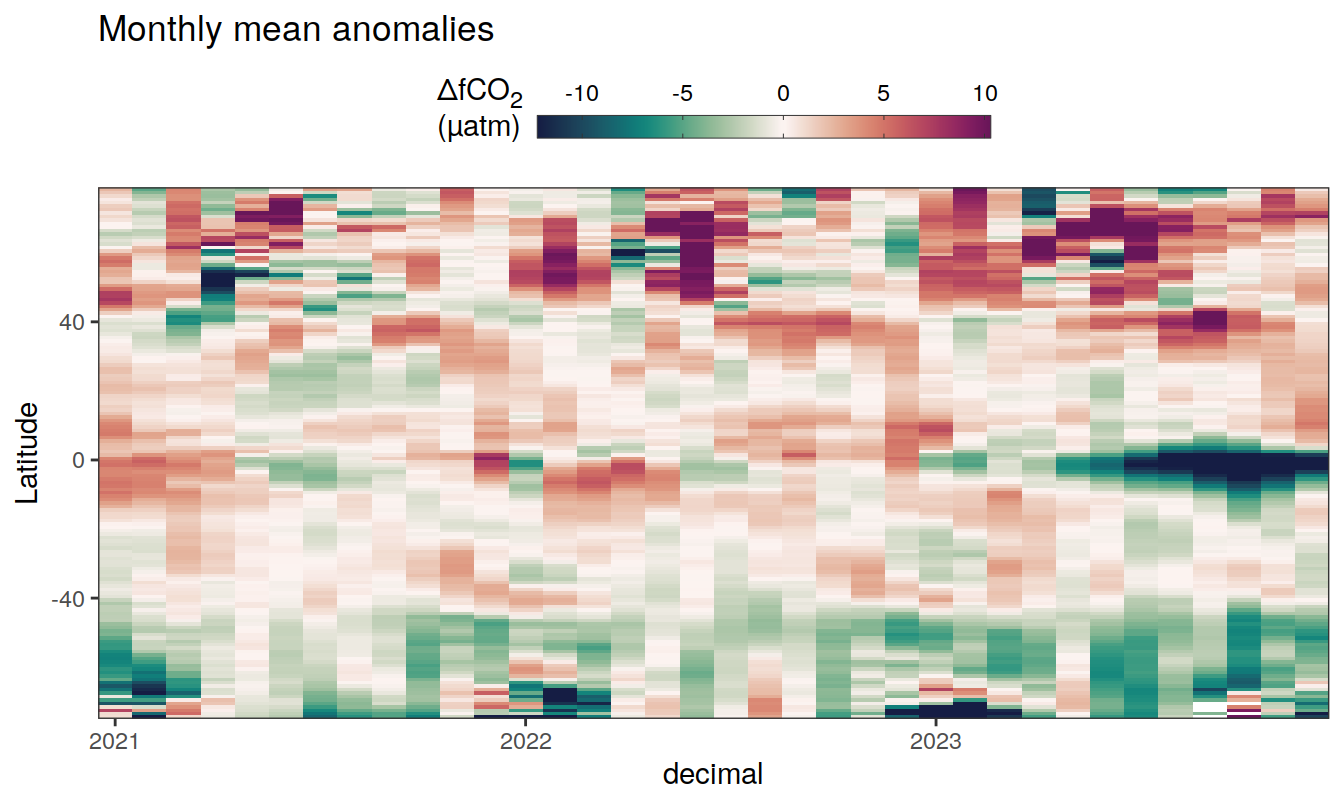 Monthly mean anomalies
ΔfCO₂
(µatm)
-10 -5 0 5 10
Latitude
40
0
-40
2021 2022 2023
decimal